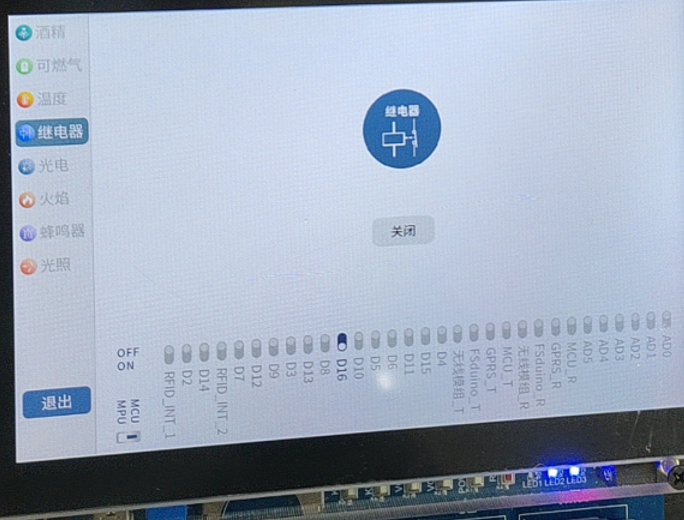 酒精
可燃气
温度
继电器
光电
火焰
蜂鸣器
光照
退出
继电器
关闭
OFF
ON
MCU
MPU
RFID_INT_1
D2
D14
RFID_INT_2
D7
D12
D9
D3
D13
D8
D16
D10
D5
D6
D11
D15
D4
无线模组_T
FSduino_T
GPRS_T
MCU_T
无线模组_R
FSduino_R
GPRS_R
MCU_R
AD5
AD4
AD3
AD2
AD1
AD0
LED1 LED2 LED3